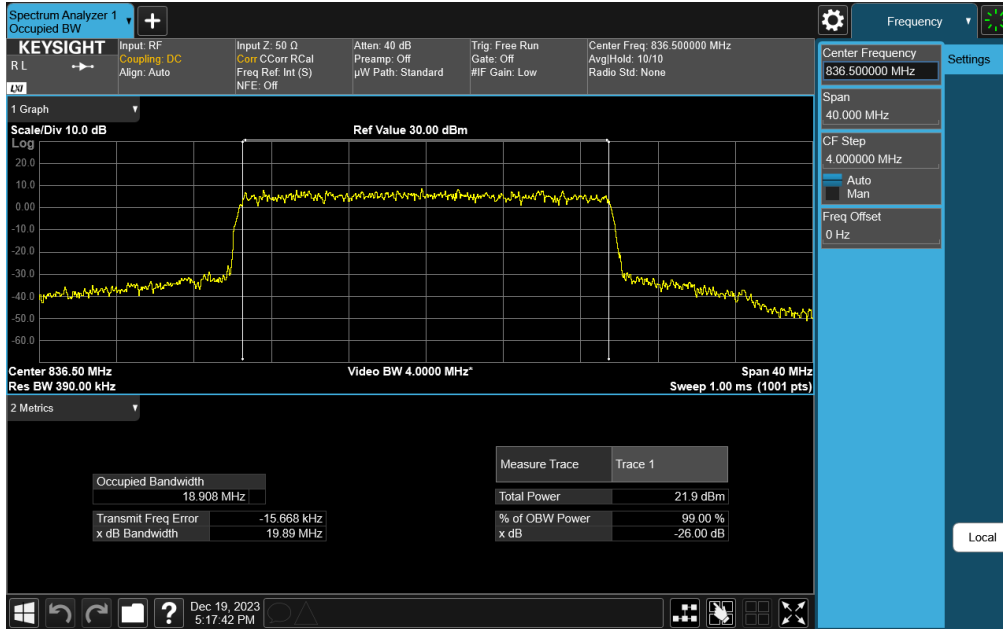 Spectrum Analyzer 1
Occupied BW
+
Frequency
KEYSIGHT
R L
LXI
Input: RF
Coupling: DC
Align: Auto
Input Z: 50 Ω
Corr CCorr RCal
Freq Ref: Int (S)
NFE: Off
Atten: 40 dB
Preamp: Off
µW Path: Standard
Trig: Free Run
Gate: Off
#IF Gain: Low
Center Freq: 836.500000 MHz
Avg|Hold: 10/10
Radio Std: None
Center Frequency
836.500000 MHz
Settings
Span
40.000 MHz
CF Step
4.000000 MHz
Auto
Man
Freq Offset
0 Hz
Local
1 Graph
Scale/Div 10.0 dB
Ref Value 30.00 dBm
Log
20.0
10.0
0.00
-10.0
-20.0
-30.0
-40.0
-50.0
-60.0
Center 836.50 MHz
Video BW 4.0000 MHz*
Span 40 MHz
Res BW 390.00 kHz
Sweep 1.00 ms (1001 pts)
2 Metrics
Measure Trace Trace 1
Occupied Bandwidth
18.908 MHz
Total Power 21.9 dBm
Transmit Freq Error -15.668 kHz
% of OBW Power 99.00 %
x dB Bandwidth 19.89 MHz
x dB -26.00 dB
?
Dec 19, 2023
5:17:42 PM